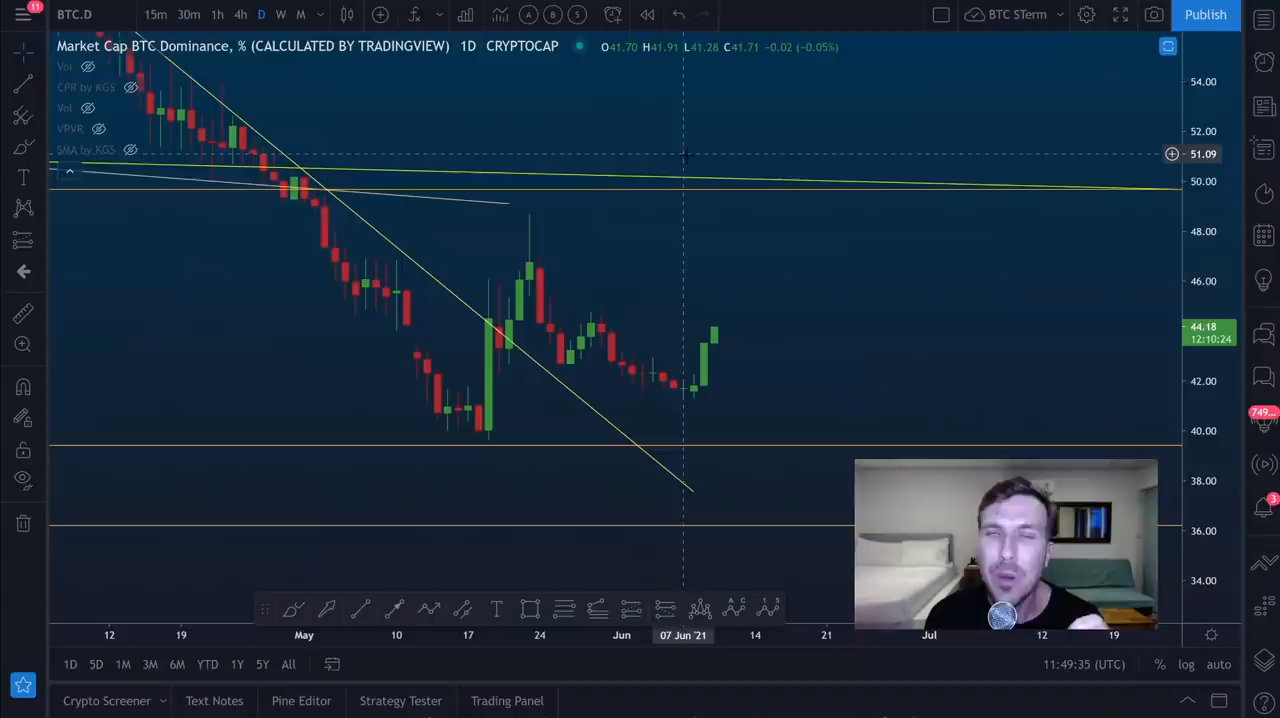 11
BTC.D
15m 30m 1h 4h D W M
BTC STerm
Publish
Market Cap BTC Dominance, % (CALCULATED BY TRADINGVIEW) 1D CRYPTOCAP
O41.70 H41.91 L41.28 C41.71 -0.02 (-0.05%)
Vol
CPR by KGS
Vol
VPVR
SMA by KGS
54.00
52.00
51.09
50.00
48.00
46.00
44.18
12:10:24
42.00
40.00
38.00
36.00
34.00
749...
3
12 19 May 10 17 24 Jun 07 Jun '21 14 21 Jul 12 19
1D 5D 1M 3M 6M YTD 1Y 5Y All
11:49:35 (UTC) % log auto
Crypto Screener Text Notes Pine Editor Strategy Tester Trading Panel